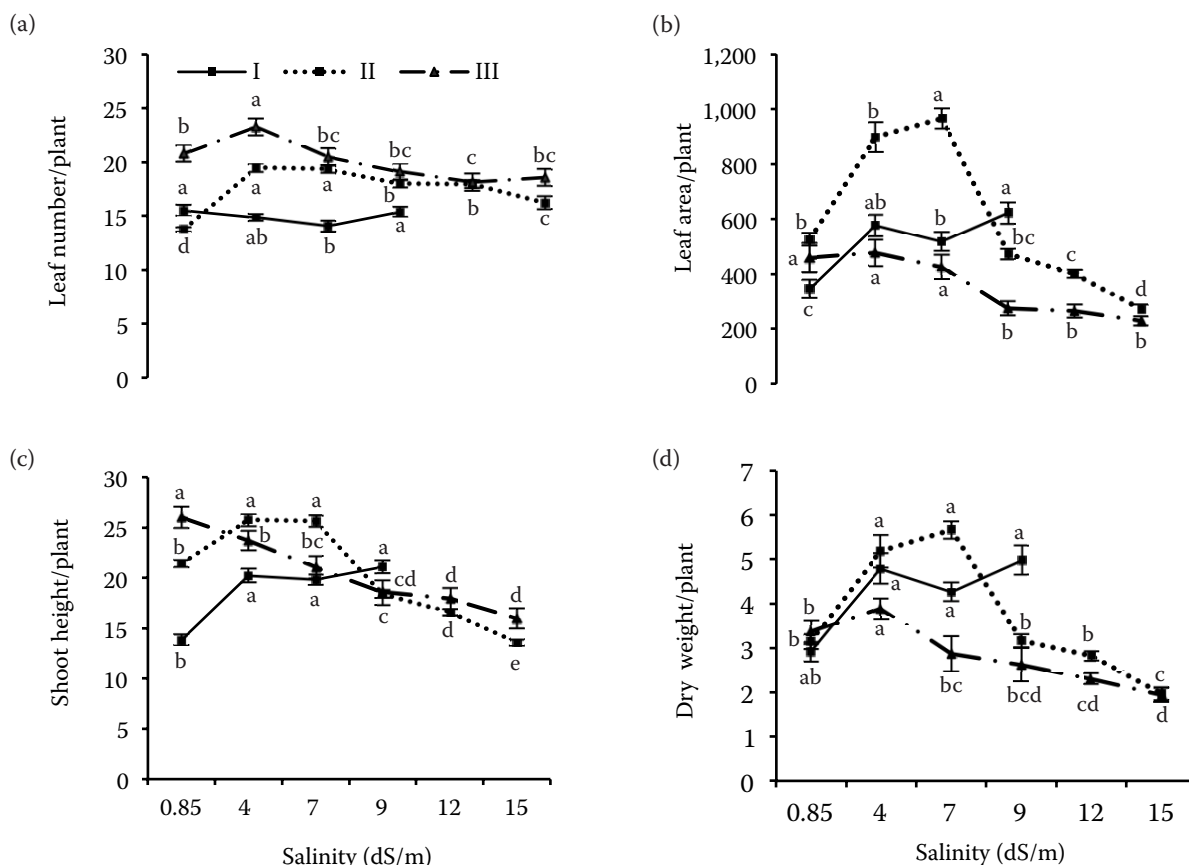 (a)
30
25
20
15
10
5
0
Leaf number/plant
I II III
b a bc bc c bc
a a a b b c
d ab b a
(b)
1,200
1,000
800
600
400
200
0
Leaf area/plant
b b a bc c d
a a a b b b
c ab b a
(c)
30
25
20
15
10
5
0
Shoot height/plant
a b bc cd d d
b a a c d e
b a a a
0.85 4 7 9 12 15
Salinity (dS/m)
(d)
7
6
5
4
3
2
1
0
Dry weight/plant
b a a b b c
ab a bc bcd cd d
b a a a
0.85 4 7 9 12 15
Salinity (dS/m)